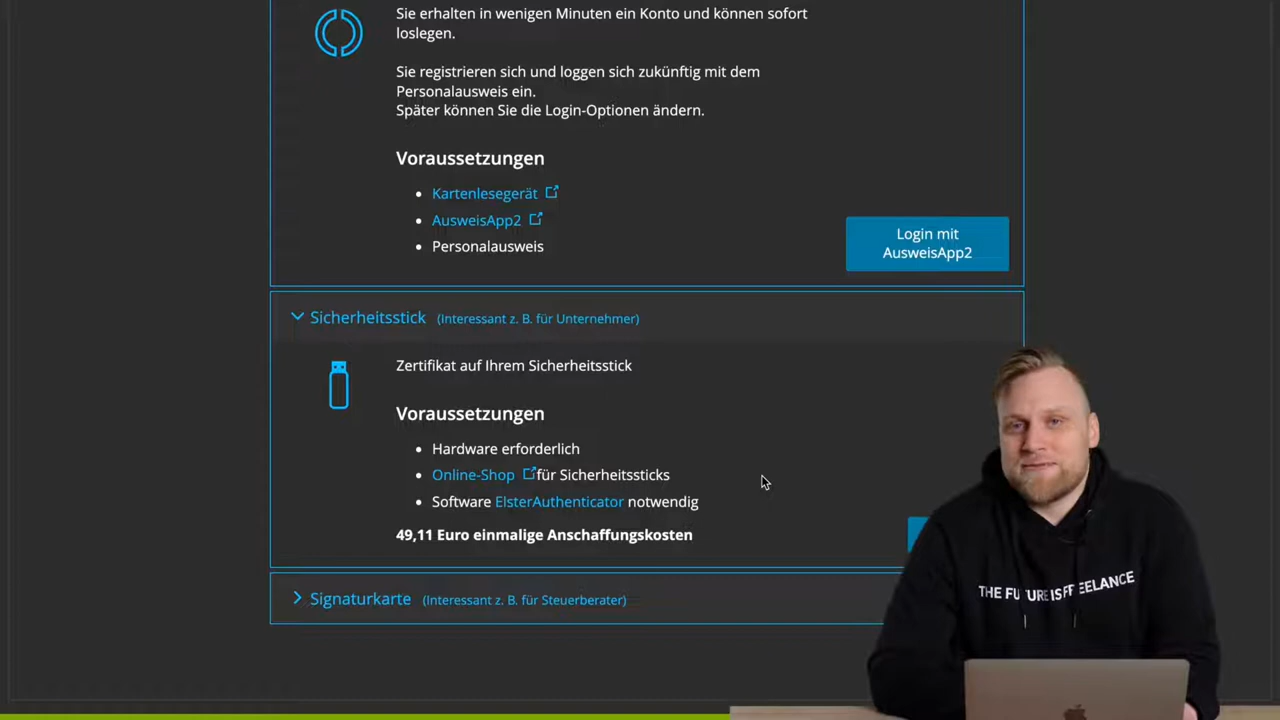 Sie erhalten in wenigen Minuten ein Konto und können sofort
loslegen.
Sie registrieren sich und loggen sich zukünftig mit dem
Personalausweis ein.
Später können Sie die Login-Optionen ändern.
Voraussetzungen
Kartenlesegerät
AusweisApp2
Personalausweis
Login mit
AusweisApp2
Sicherheitsstick (Interessant z. B. für Unternehmer)
Zertifikat auf Ihrem Sicherheitsstick
Voraussetzungen
Hardware erforderlich
Online-Shop für Sicherheitssticks
Software ElsterAuthenticator notwendig
49,11 Euro einmalige Anschaffungskosten
Signaturkarte (Interessant z. B. für Steuerberater)
THE FUTURE IS FREELANCE